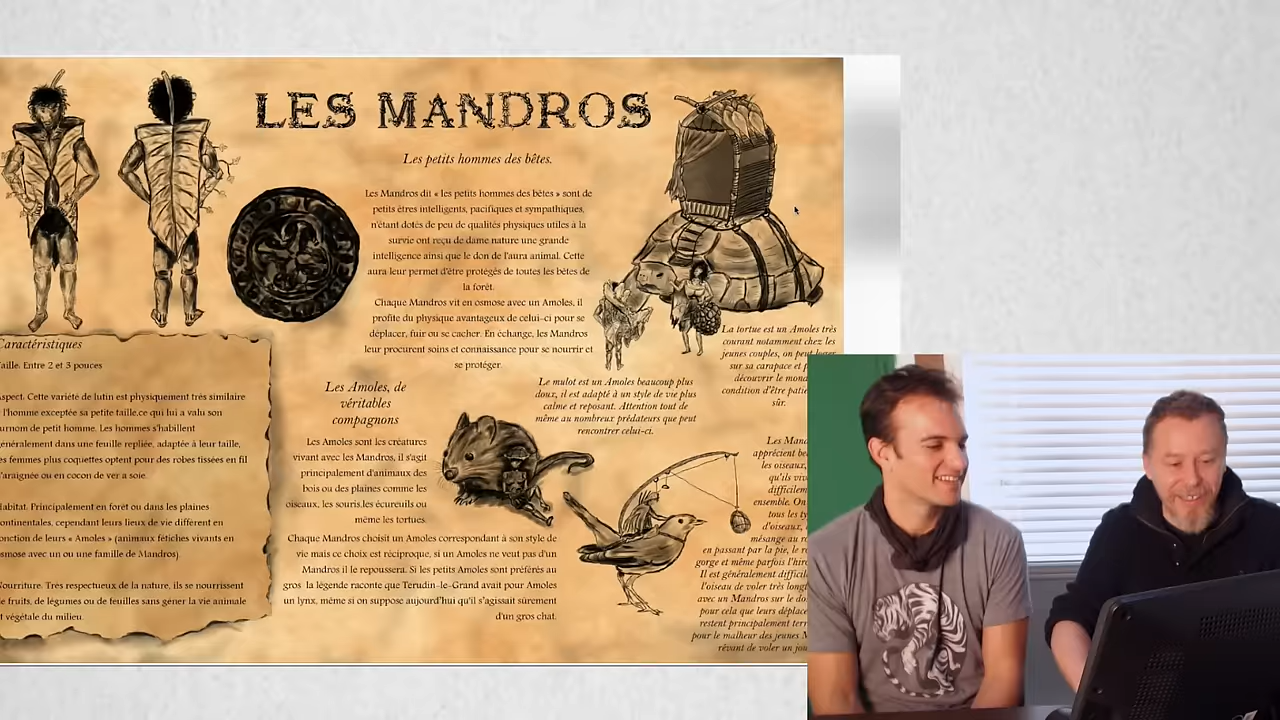 LES MANDROS
Les petits hommes des bêtes.
Les Mandros dit « les petits hommes des bêtes » sont de
petits êtres intelligents, pacifiques et sympathiques,
n'étant dotés de peu de qualités physiques utiles à la
survie ont reçu de dame nature une grande
intelligence ainsi que le don de l'aura animal. Cette
aura leur permet d'être protégés de toutes les bêtes de
la forêt.
Chaque Mandros vit en osmose avec un Amoles, il
profite du physique avantageux de celui-ci pour se
déplacer, fuir ou se cacher. En échange, les Mandros
leur procurent soins et connaissance pour se nourrir et
se protéger.
Caractéristiques
Taille. Entre 2 et 3 pouces
Aspect. Cette variété de lutin est physiquement très similaire
l'homme exceptée sa petite taille,ce qui lui a valu son
urnom de petit homme. Les hommes s'habillent
généralement dans une feuille repliée, adaptée à leur taille,
es femmes plus coquettes optent pour des robes tissées en fil
'araignée ou en cocon de ver a soie.
Habitat. Principalement en forêt ou dans les plaines
continentales, cependant leurs lieux de vie diffèrent en
onction de leurs « Amoles » (animaux fétiches vivants en
smose avec un ou une famille de Mandros)
Nourriture. Très respectueux de la nature, ils se nourrissent
e fruits, de légumes ou de feuilles sans gêner la vie animale
t végétale du milieu.
Les Amoles, de
véritables
compagnons
Les Amoles sont les créatures
vivant avec les Mandros, il s'agit
principalement d'animaux des
bois ou des plaines comme les
oiseaux, les souris,les écureuils ou
même les tortues.
Chaque Mandros choisit un Amoles correspondant à son style de
vie mais ce choix est réciproque, si un Amoles ne veut pas d'un
Mandros il le repoussera. Si les petits Amoles sont préférés au
gros la légende raconte que Terudin-le-Grand avait pour Amoles
un lynx, même si on suppose aujourd'hui qu'il s'agissait sûrement
d'un gros chat.
Le mulot est un Amoles beaucoup plus
doux, il est adapté à un style de vie plus
calme et reposant. Attention tout de
même au nombreux prédateurs que peut
rencontrer celui-ci.
La tortue est un Amoles très
courant notamment chez les
jeunes couples, on peut loger
sur sa carapace et
découvrir le
condition d'être
sûr.
Les
apprécient
les oiseaux,
qu'ils
ensemble. On
tous les
d'oiseaux,
mésange au
en passant par la pie, le
gorge et même parfois
Il est généralement
l'oiseau de voler très
avec un Mandros sur le
pour cela que leurs
restent principalement
pour le malheur des jeunes
rêvant de voler un